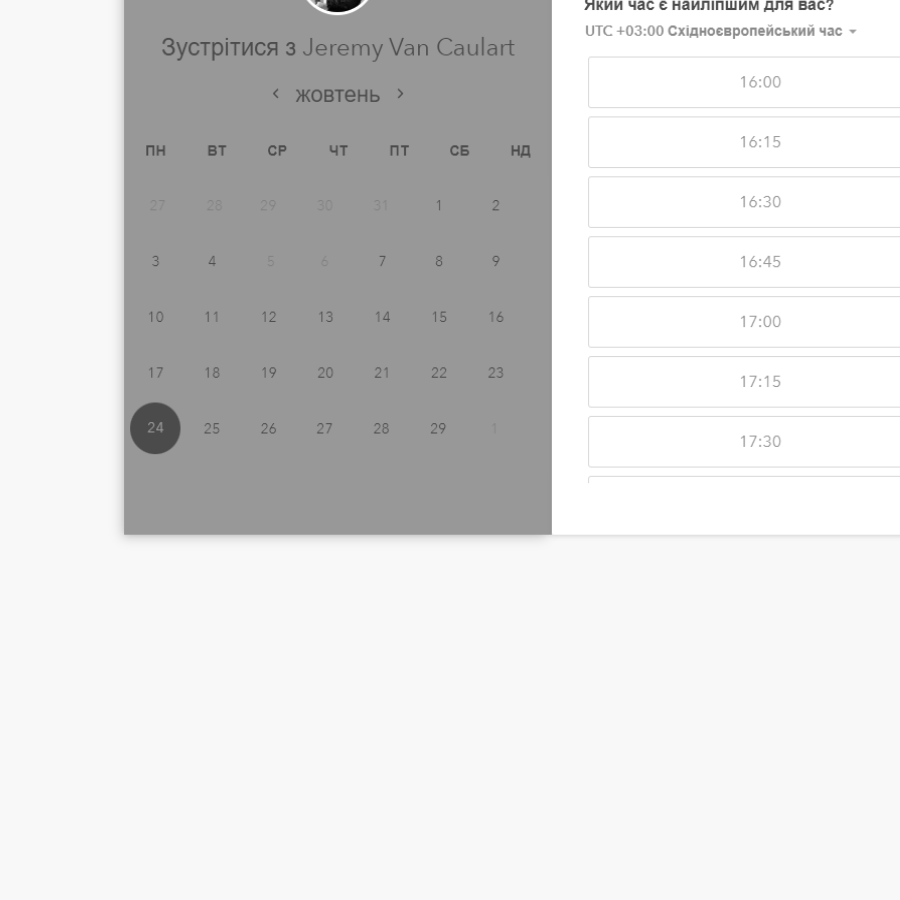 Зустрітися з Jeremy Van Caulart
жовтень
ПН ВТ СР ЧТ ПТ СБ НД
27 28 29 30 31 1 2
3 4 5 6 7 8 9
10 11 12 13 14 15 16
17 18 19 20 21 22 23
24 25 26 27 28 29 1
Який час є найліпшим для вас?
UTC +03:00 Східноєвропейський час
16:00
16:15
16:30
16:45
17:00
17:15
17:30